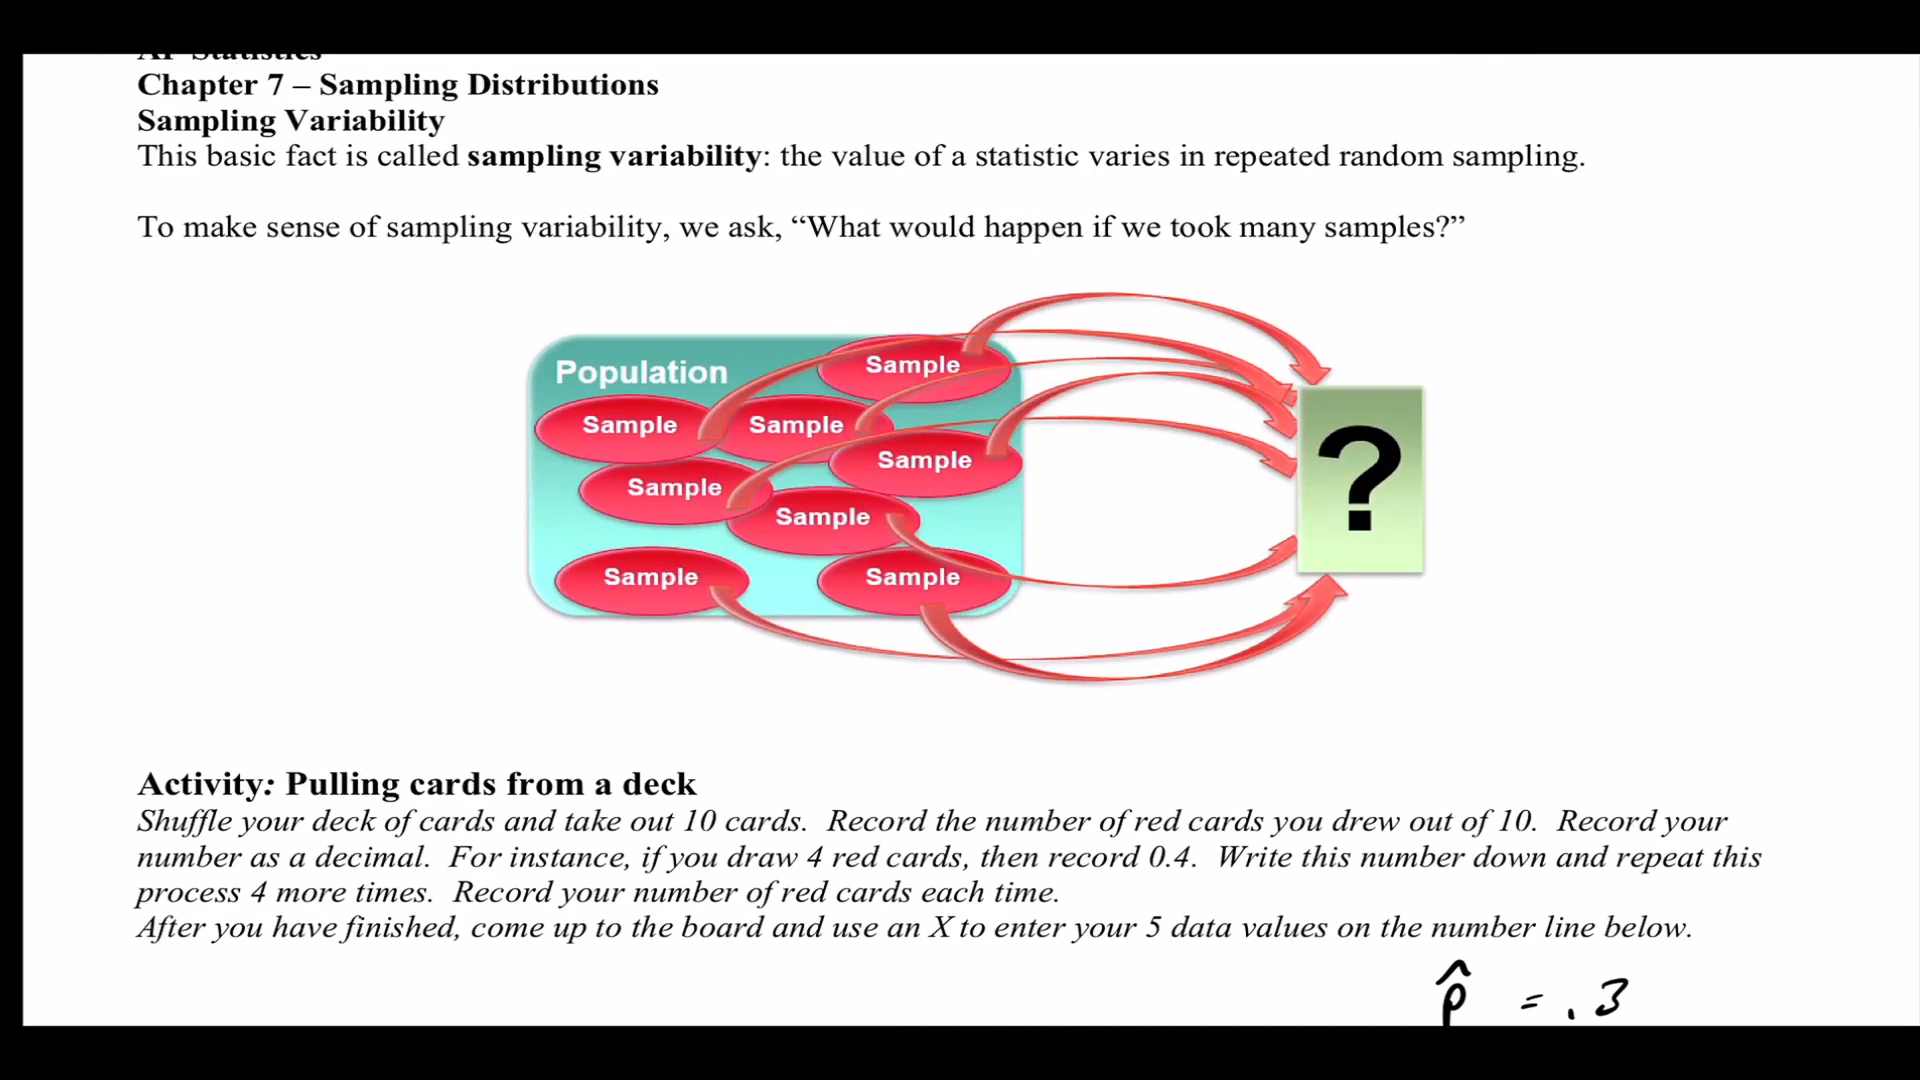 AP Statistics
Chapter 7 – Sampling Distributions
Sampling Variability
This basic fact is called sampling variability: the value of a statistic varies in repeated random sampling.
To make sense of sampling variability, we ask, “What would happen if we took many samples?”
Population
Sample
Sample
Sample
Sample
Sample
Sample
Sample
Sample
?
Activity: Pulling cards from a deck
Shuffle your deck of cards and take out 10 cards. Record the number of red cards you drew out of 10. Record your
number as a decimal. For instance, if you draw 4 red cards, then record 0.4. Write this number down and repeat this
process 4 more times. Record your number of red cards each time.
After you have finished, come up to the board and use an X to enter your 5 data values on the number line below.
p̂ = .3